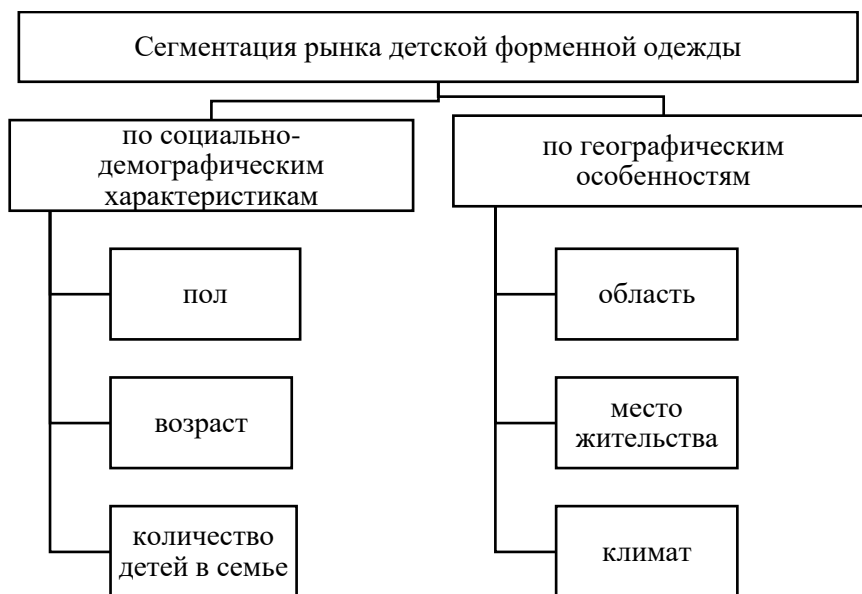 Сегментация рынка детской форменной одежды
по социально-
демографическим
характеристикам
пол
возраст
количество
детей в семье
по географическим
особенностям
область
место
жительства
климат